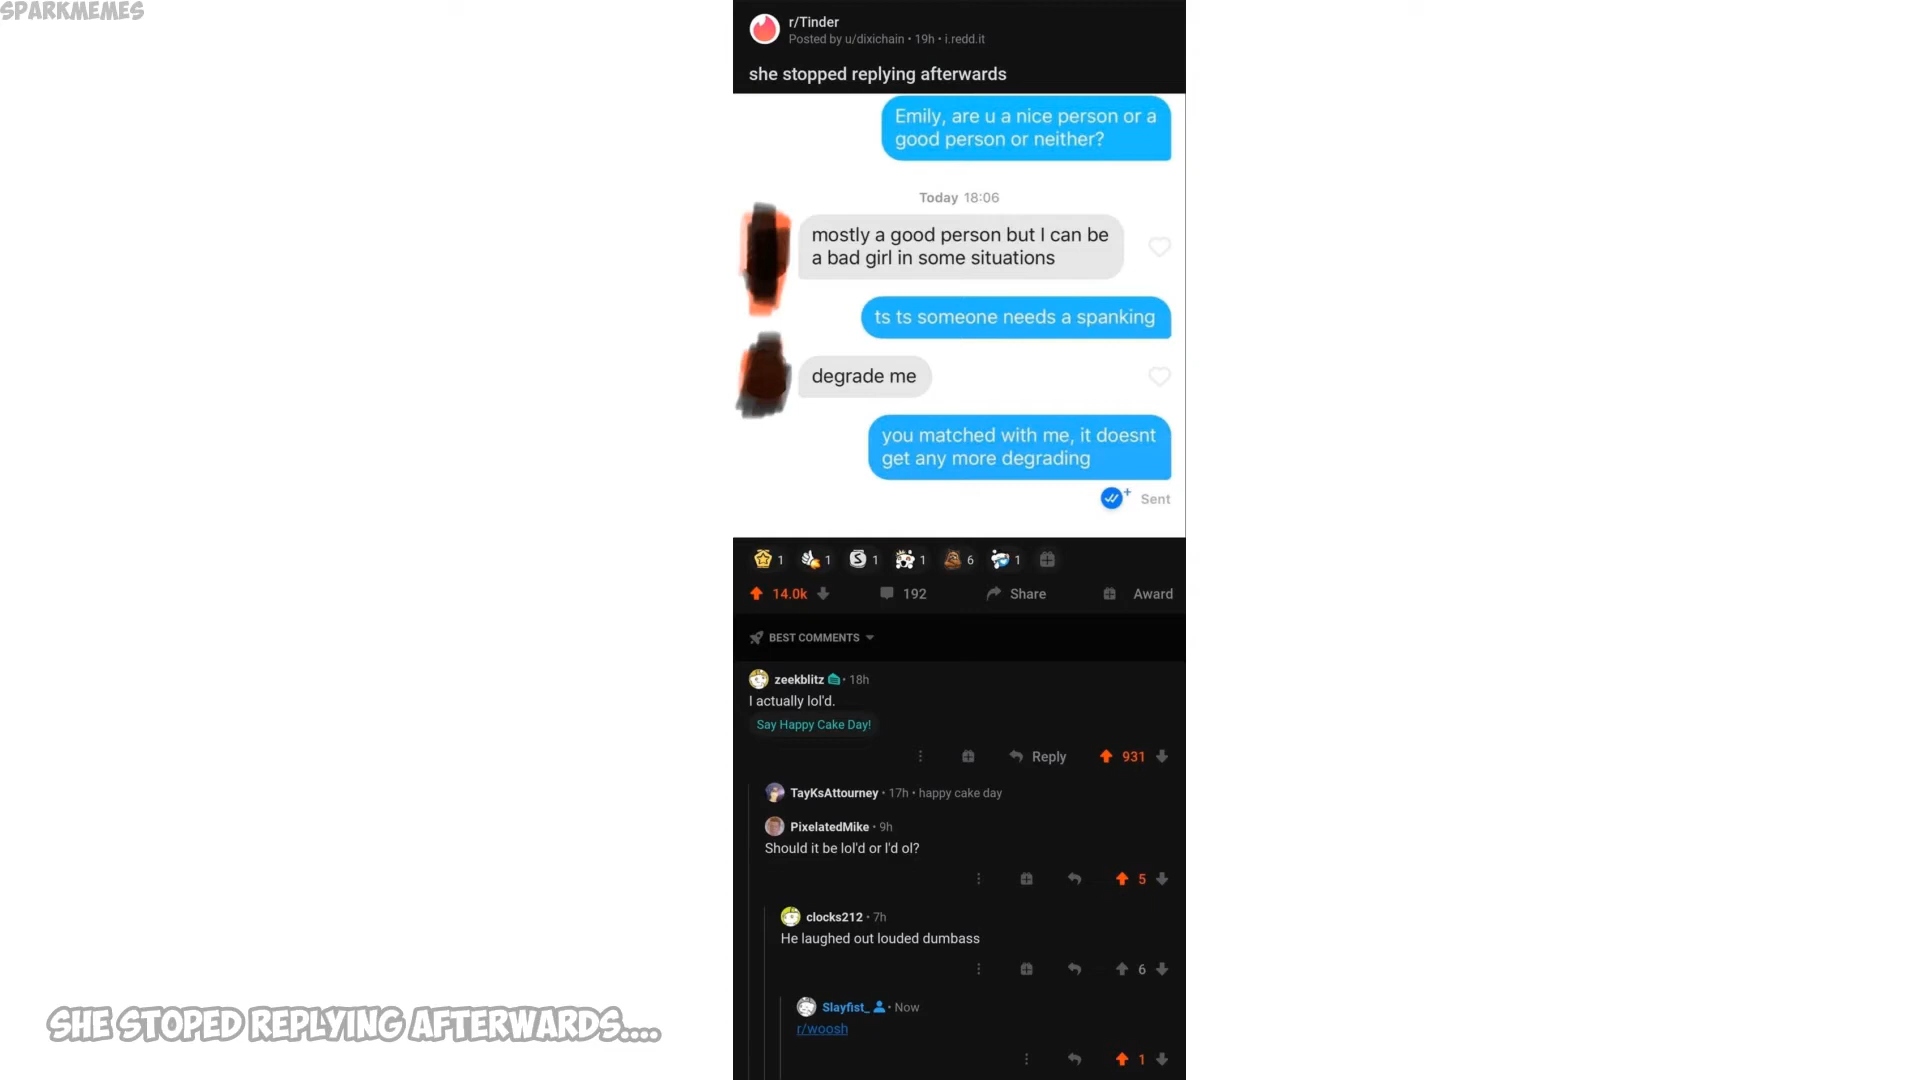 SPARKMEMES
r/Tinder
Posted by u/dixichain • 19h • i.redd.it
she stopped replying afterwards
Emily, are u a nice person or a
good person or neither?
Today 18:06
mostly a good person but I can be
a bad girl in some situations
ts ts someone needs a spanking
degrade me
you matched with me, it doesnt
get any more degrading
Sent
1 1 S 1 1 6 1
14.0k 192 Share Award
BEST COMMENTS
zeekblitz • 18h
I actually lol'd.
Say Happy Cake Day!
Reply 931
TayKsAttourney • 17h • happy cake day
PixelatedMike • 9h
Should it be lol'd or l'd ol?
5
clocks212 • 7h
He laughed out louded dumbass
6
Slayfist_ • Now
r/woosh
1
SHE STOPED REPLYING AFTERWARDS....